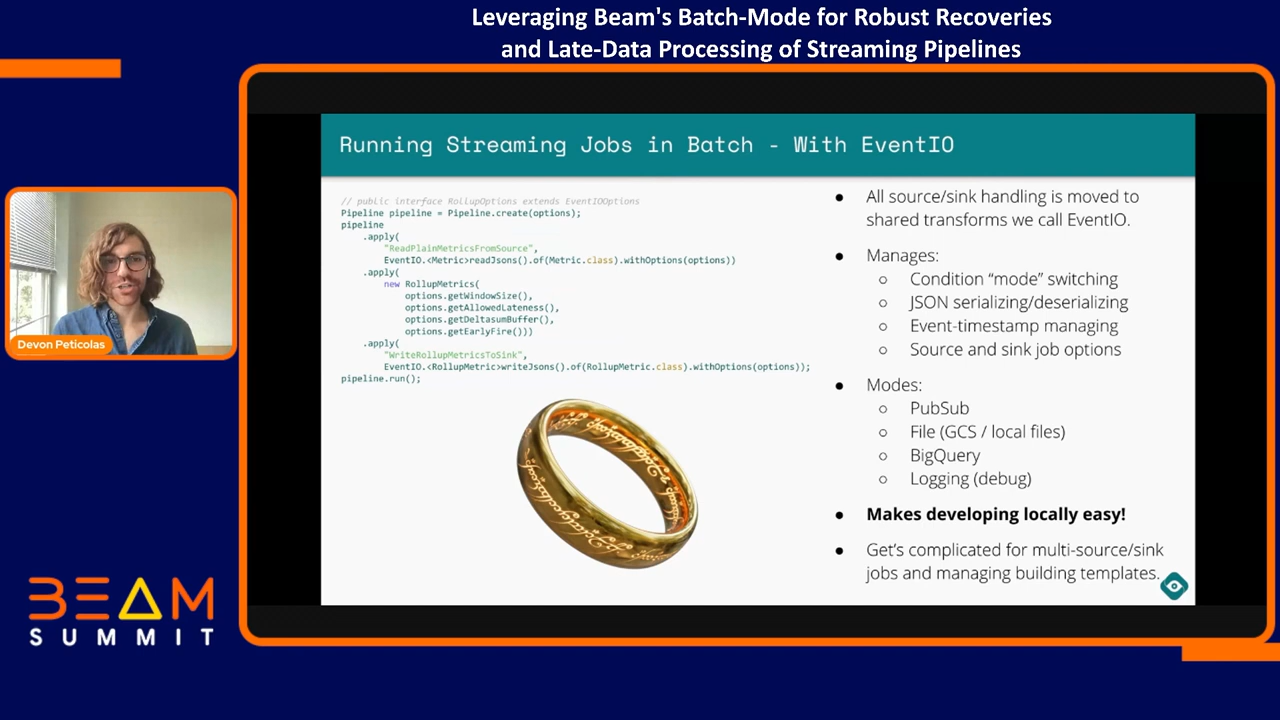 Leveraging Beam's Batch-Mode for Robust Recoveries
and Late-Data Processing of Streaming Pipelines
Running Streaming Jobs in Batch - With EventIO
// public interface RollupOptions extends EventIOOptions
Pipeline pipeline = Pipeline.create(options);
pipeline
.apply(
"ReadPlainMetricsFromSource",
EventIO.<Metric>readJsons().of(Metric.class).withOptions(options))
.apply(
new RollupMetrics(
options.getWindowSize(),
options.getAllowedLateness(),
options.getDeltasumBuffer(),
options.getEarlyFire()))
.apply(
"WriteRollupMetricsToSink",
EventIO.<RollupMetric>writeJsons().of(RollupMetric.class).withOptions(options));
pipeline.run();
● All source/sink handling is moved to
shared transforms we call EventIO.
● Manages:
○ Condition “mode” switching
○ JSON serializing/deserializing
○ Event-timestamp managing
○ Source and sink job options
● Modes:
○ PubSub
○ File (GCS / local files)
○ BigQuery
○ Logging (debug)
● Makes developing locally easy!
● Get's complicated for multi-source/sink
jobs and managing building templates.
Devon Peticolas
BEAM
SUMMIT